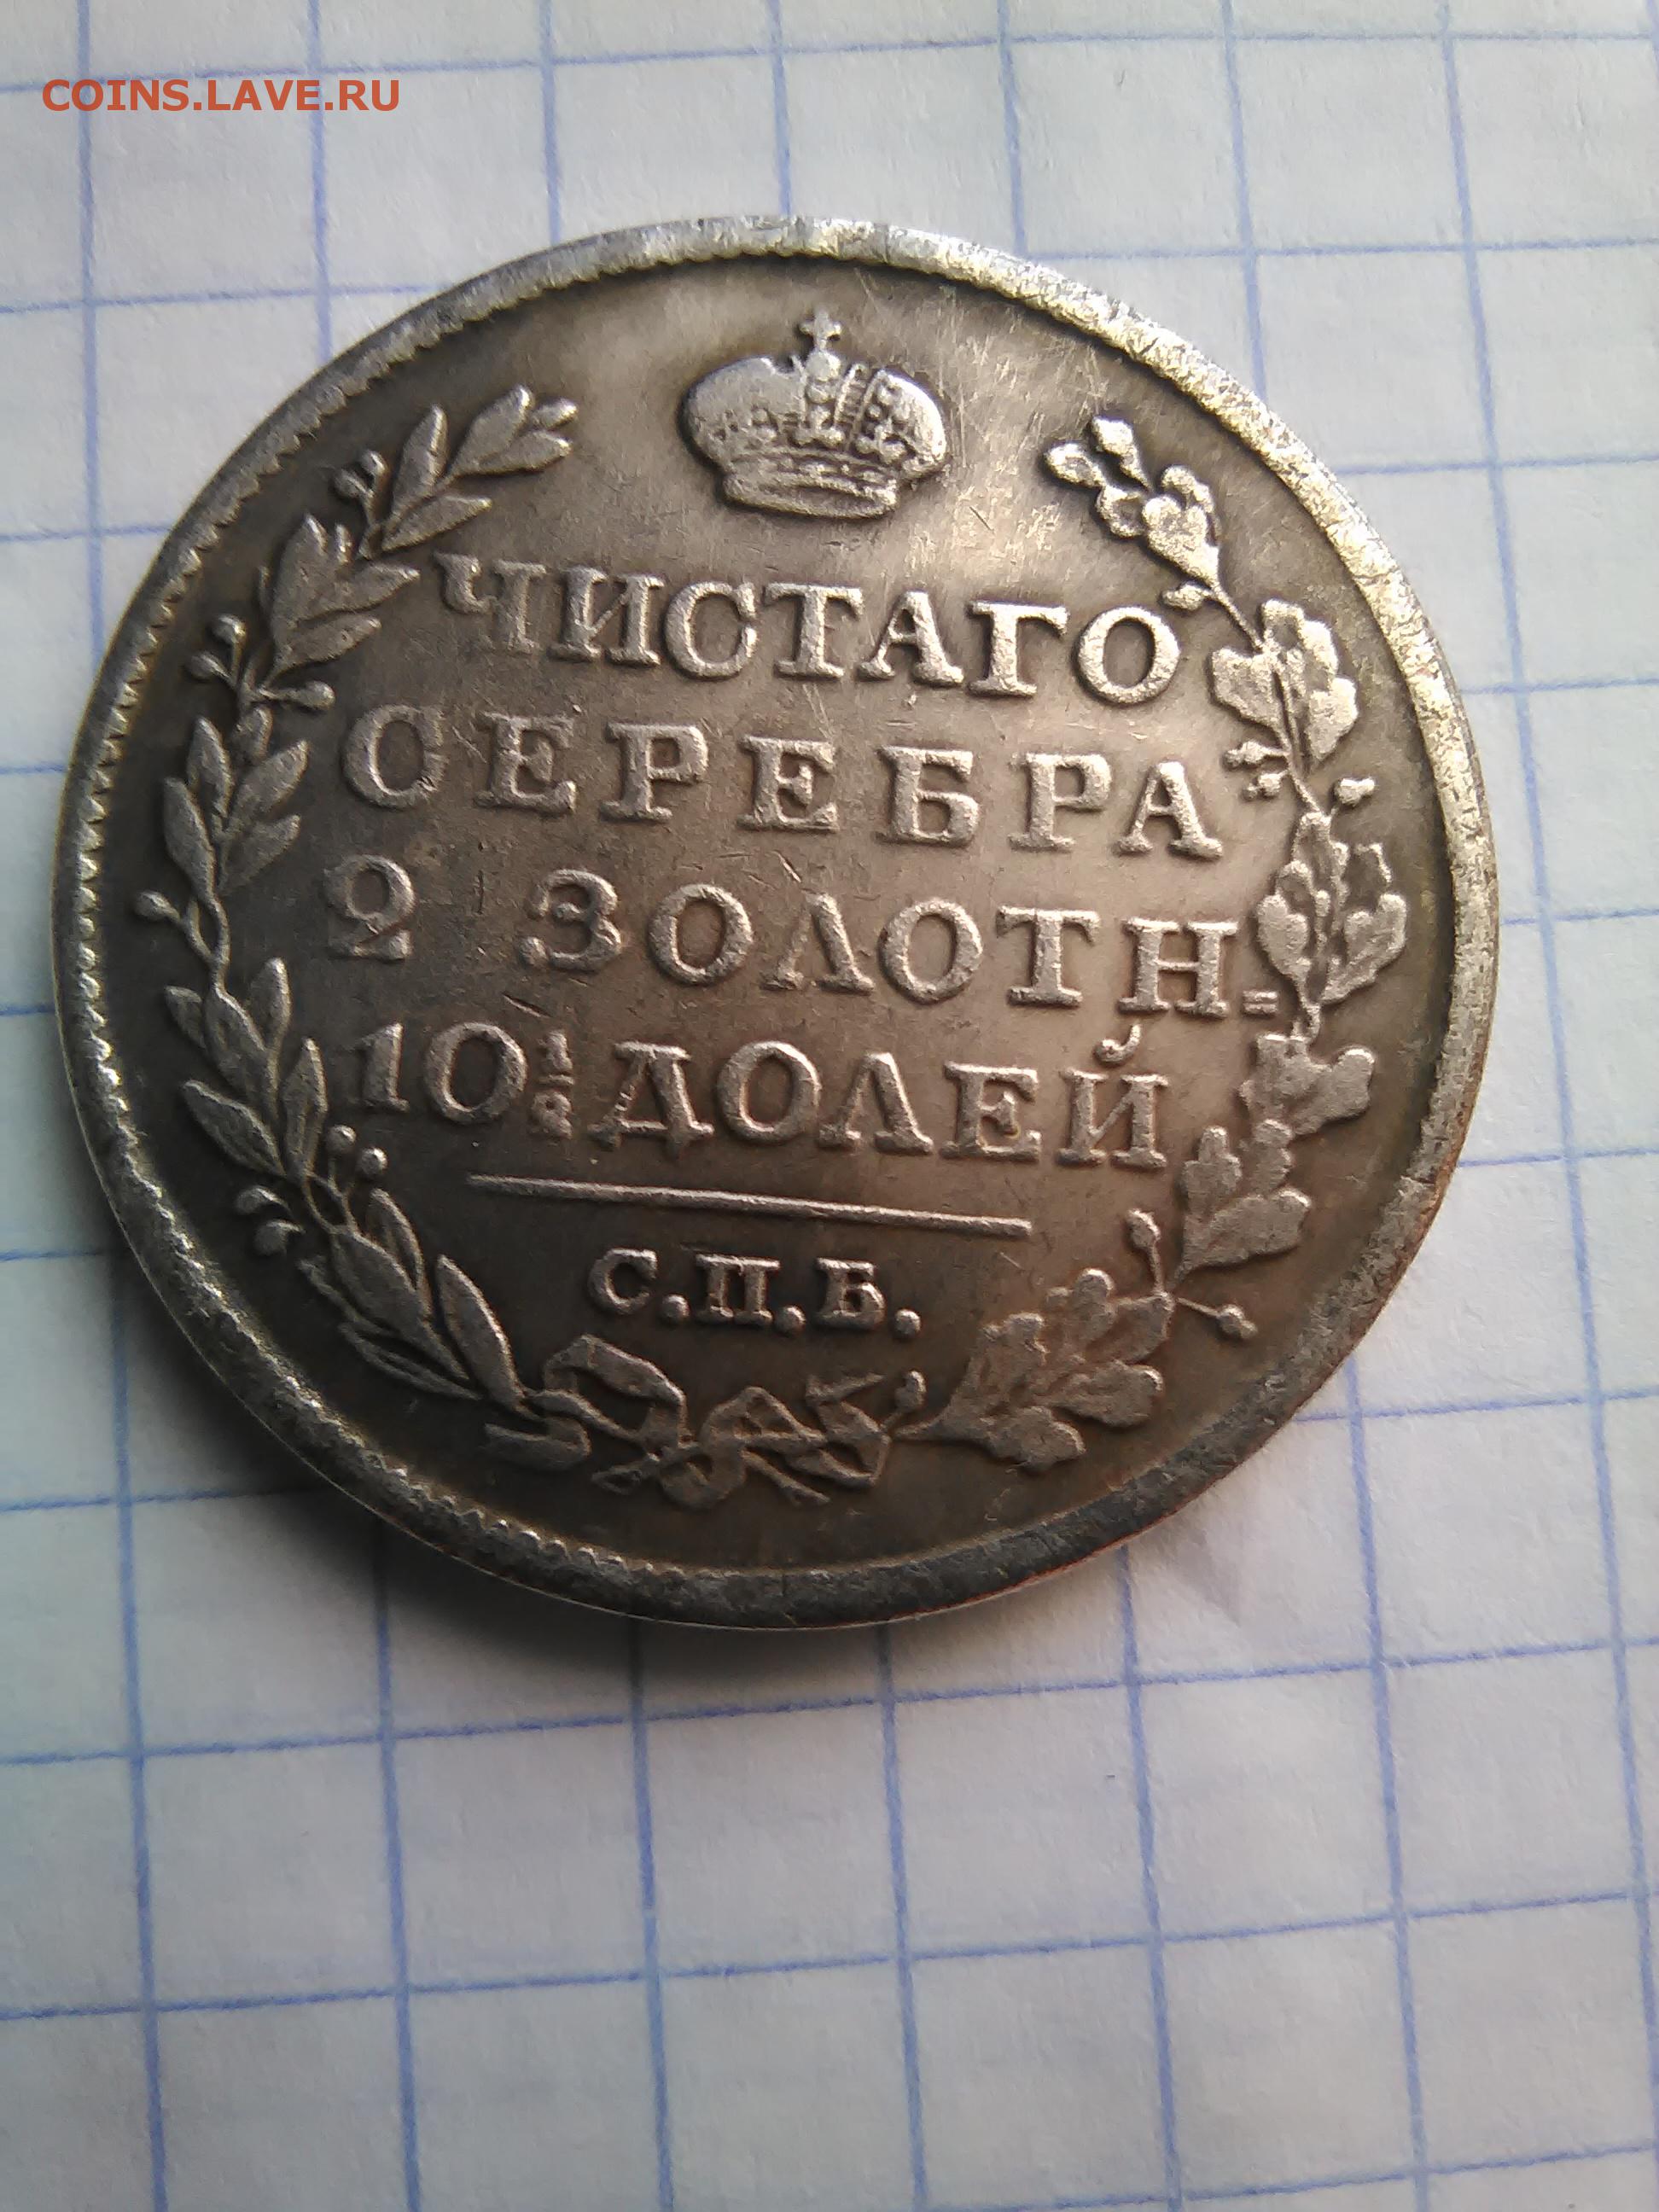 COINS.LAVE.RU
ЧИСТАГО
СЕРЕБРА
2 ЗОЛОТН=
10 1/2 ДОЛЕЙ
С.П.Б.